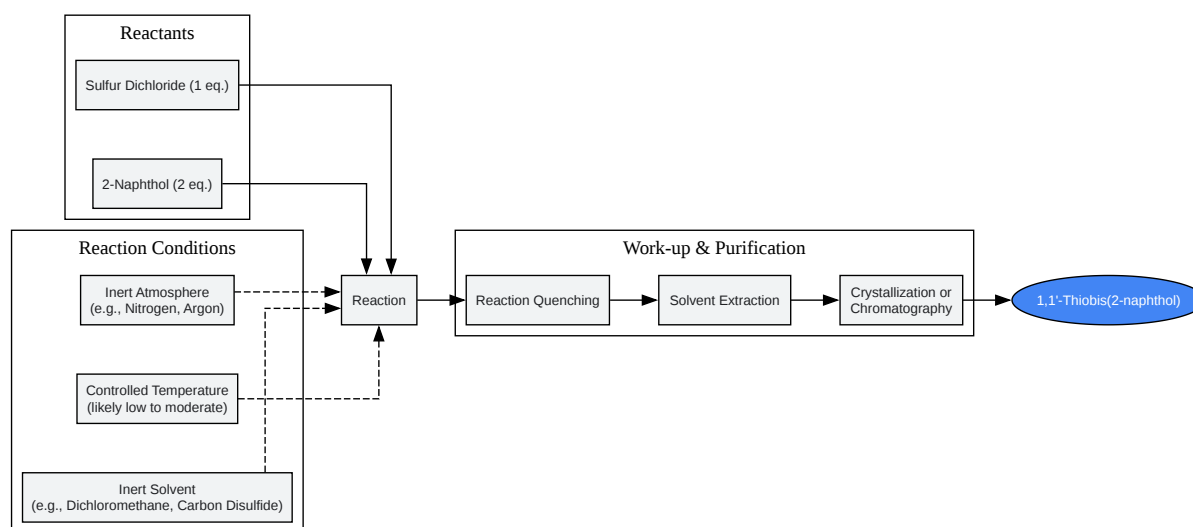 Reactants
Sulfur Dichloride (1 eq.)
2-Naphthol (2 eq.)
Reaction Conditions
Inert Atmosphere
(e.g., Nitrogen, Argon)
Controlled Temperature
(likely low to moderate)
Inert Solvent
(e.g., Dichloromethane, Carbon Disulfide)
Reaction
Work-up & Purification
Reaction Quenching
Solvent Extraction
Crystallization or
Chromatography
1,1'-Thiobis(2-naphthol)